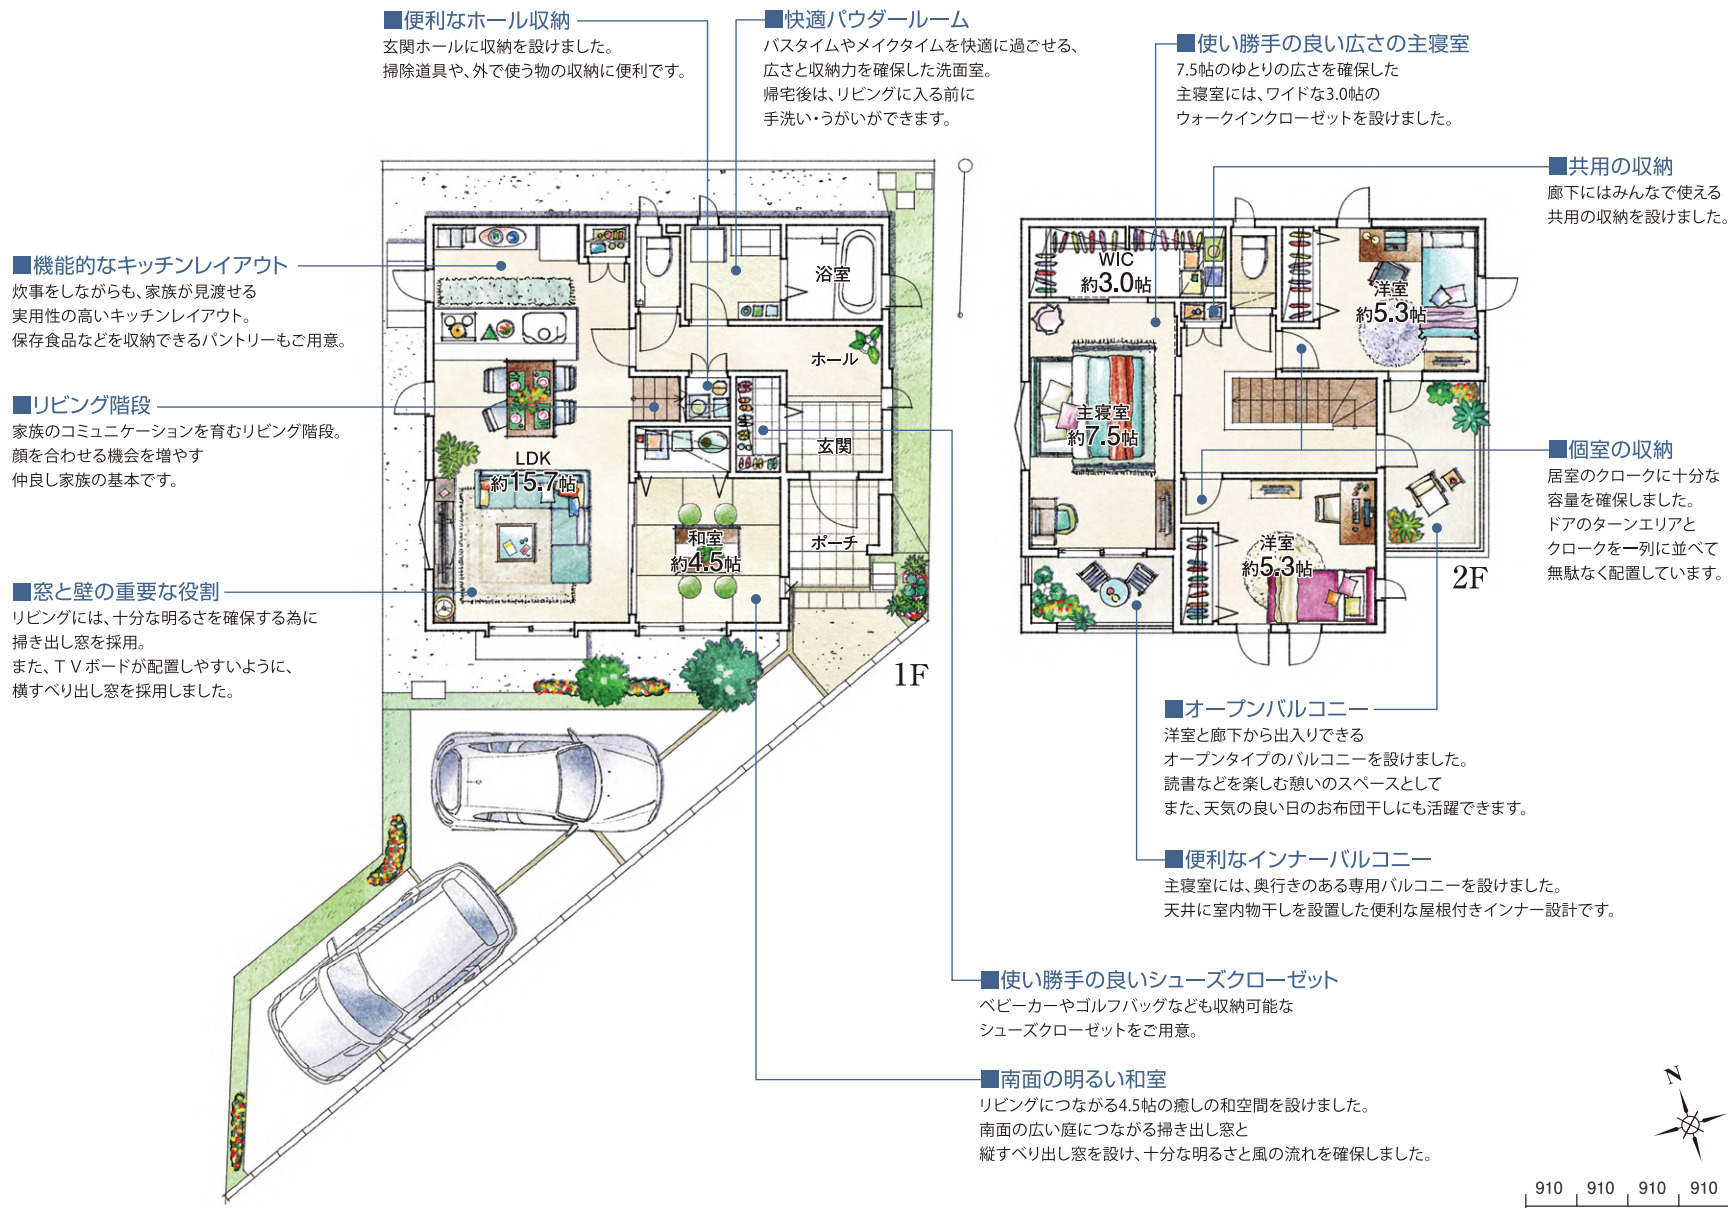 ■便利なホール収納
玄関ホールに収納を設けました。
掃除道具や、外で使う物の収納に便利です。
■快適パウダールーム
バスタイムやメイクタイムを快適に過ごせる、
広さと収納力を確保した洗面室。
帰宅後は、リビングに入る前に
手洗い・うがいができます。
■使い勝手の良い広さの主寝室
7.5帖のゆとりの広さを確保した
主寝室には、ワイドな3.0帖の
ウォークインクローゼットを設けました。
■共用の収納
廊下にはみんなで使える
共用の収納を設けました。
■機能的なキッチンレイアウト
炊事をしながらも、家族が見渡せる
実用性の高いキッチンレイアウト。
保存食品などを収納できるパントリーもご用意。
■リビング階段
家族のコミュニケーションを育むリビング階段。
顔を合わせる機会を増やす
仲良し家族の基本です。
■窓と壁の重要な役割
リビングには、十分な明るさを確保する為に
掃き出し窓を採用。
また、TVボードが配置しやすいように、
横すべり出し窓を採用しました。
浴室
ホール
玄関
LDK
約15.7帖
和室
約4.5帖
ポーチ
1F
WIC
約3.0帖
洋室
約5.3帖
主寝室
約7.5帖
洋室
約5.3帖
2F
■個室の収納
居室のクロークに十分な
容量を確保しました。
ドアのターンエリアと
クロークを一列に並べて
無駄なく配置しています。
■オープンバルコニー
洋室と廊下から出入りできる
オープンタイプのバルコニーを設けました。
読書などを楽しむ憩いのスペースとして
また、天気の良い日のお布団干しにも活躍できます。
■便利なインナーバルコニー
主寝室には、奥行きのある専用バルコニーを設けました。
天井に室内物干しを設置した便利な屋根付きインナー設計です。
■使い勝手の良いシューズクローゼット
ベビーカーやゴルフバッグなども収納可能な
シューズクローゼットをご用意。
■南面の明るい和室
リビングにつながる4.5帖の癒しの和空間を設けました。
南面の広い庭につながる掃き出し窓と
縦すべり出し窓を設け、十分な明るさと風の流れを確保しました。
N
910 910 910 910